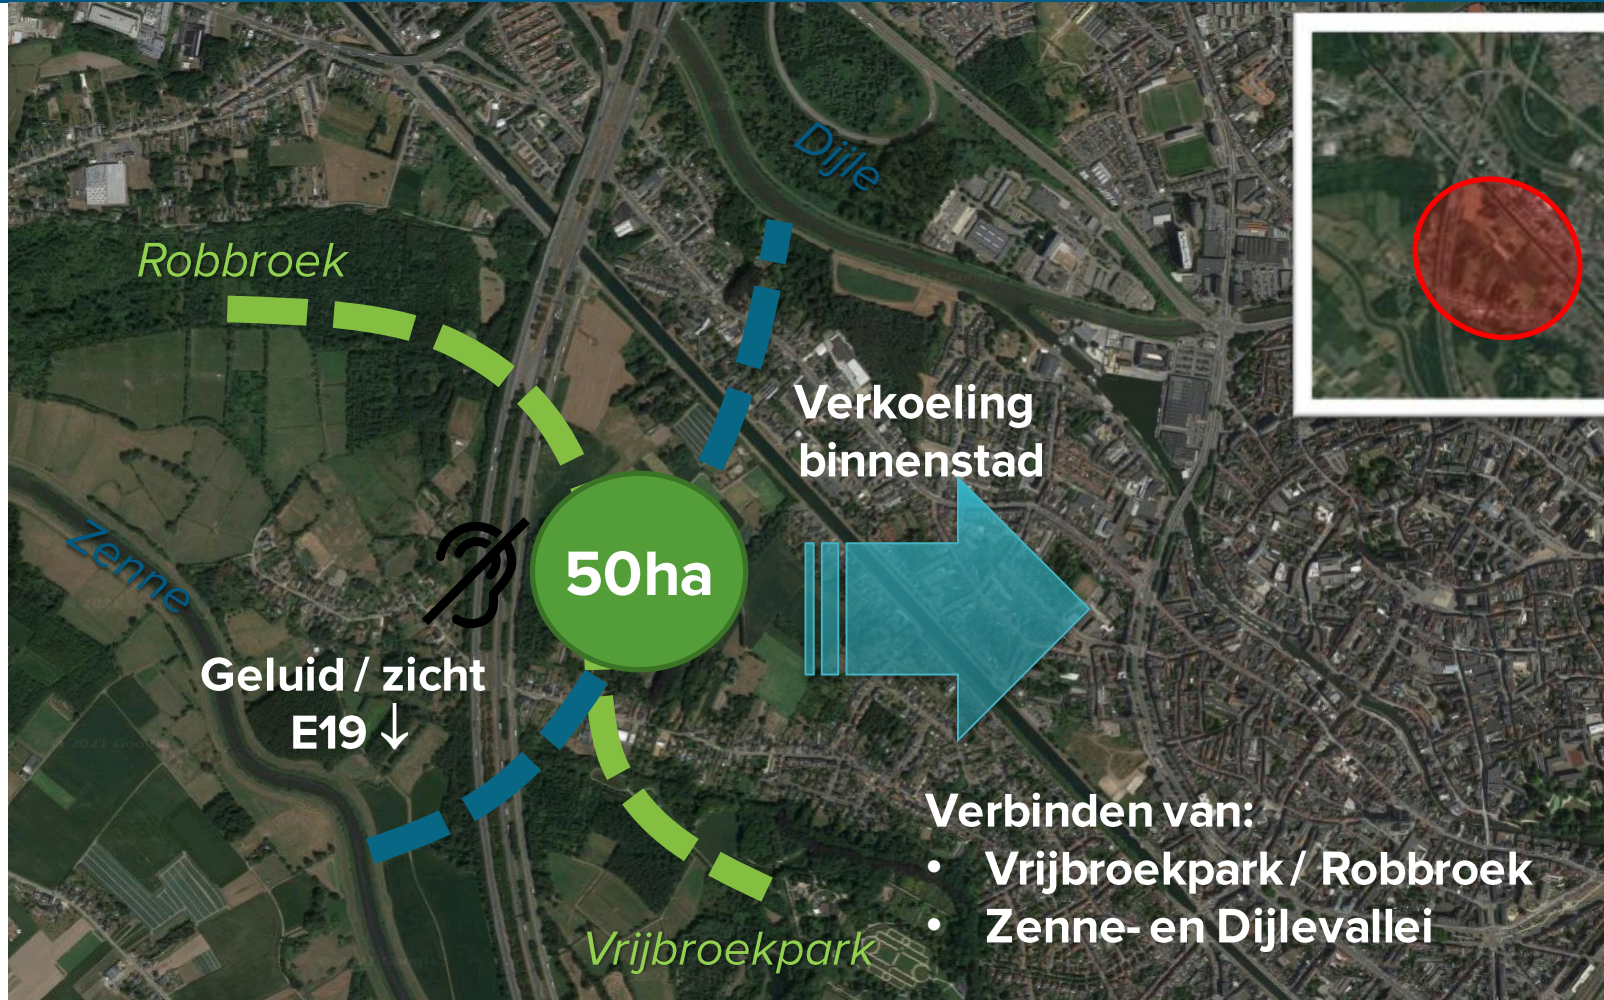 Dijle
Robbroek
Verkoeling
binnenstad
Zenne
50ha
Geluid / zicht
E19 ↓
Verbinden van:
• Vrijbroekpark / Robbroek
• Zenne- en Dijlevallei
Vrijbroekpark